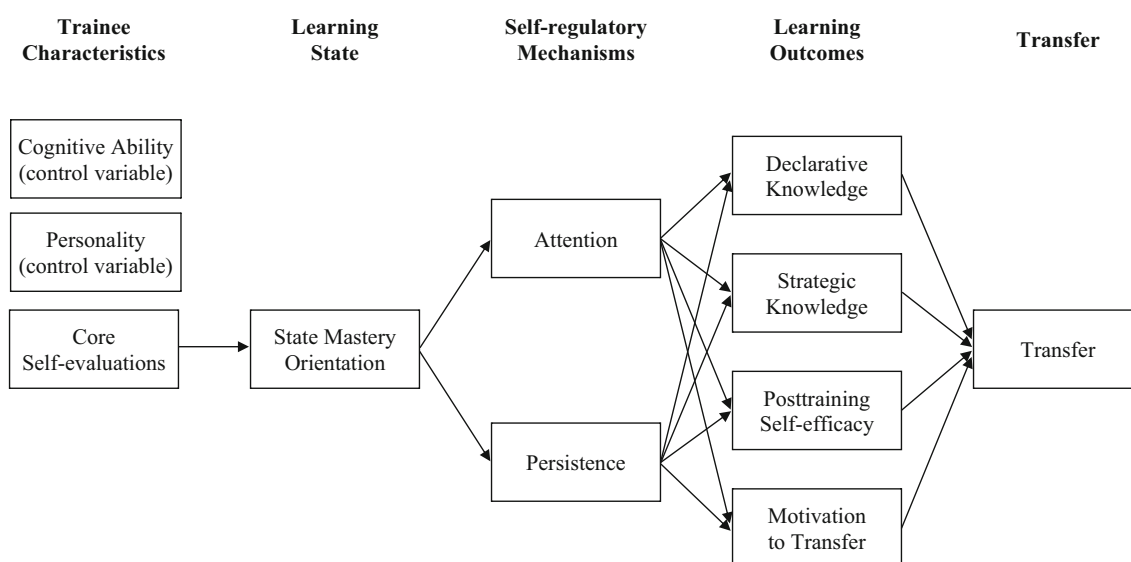 Trainee
Characteristics
Learning
State
Self-regulatory
Mechanisms
Learning
Outcomes
Transfer
Cognitive Ability
(control variable)
Personality
(control variable)
Core
Self-evaluations
State Mastery
Orientation
Attention
Persistence
Declarative
Knowledge
Strategic
Knowledge
Posttraining
Self-efficacy
Motivation
to Transfer
Transfer